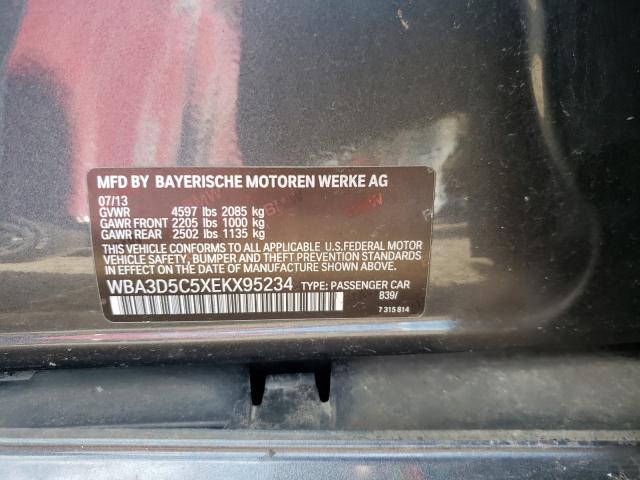 MFD BY BAYERISCHE MOTOREN WERKE AG
07/13
GVWR 4597 lbs 2085 kg
GAWR FRONT 2205 lbs 1000 kg
GAWR REAR 2502 lbs 1135 kg
THIS VEHICLE CONFORMS TO ALL APPLICABLE U.S.FEDERAL MOTOR
VEHICLE SAFETY, BUMPER, AND THEFT PREVENTION STANDARDS
IN EFFECT ON THE DATE OF MANUFACTURE SHOWN ABOVE.
WBA3D5C5XEKX95234 TYPE: PASSENGER CAR
B39/
7 315 814